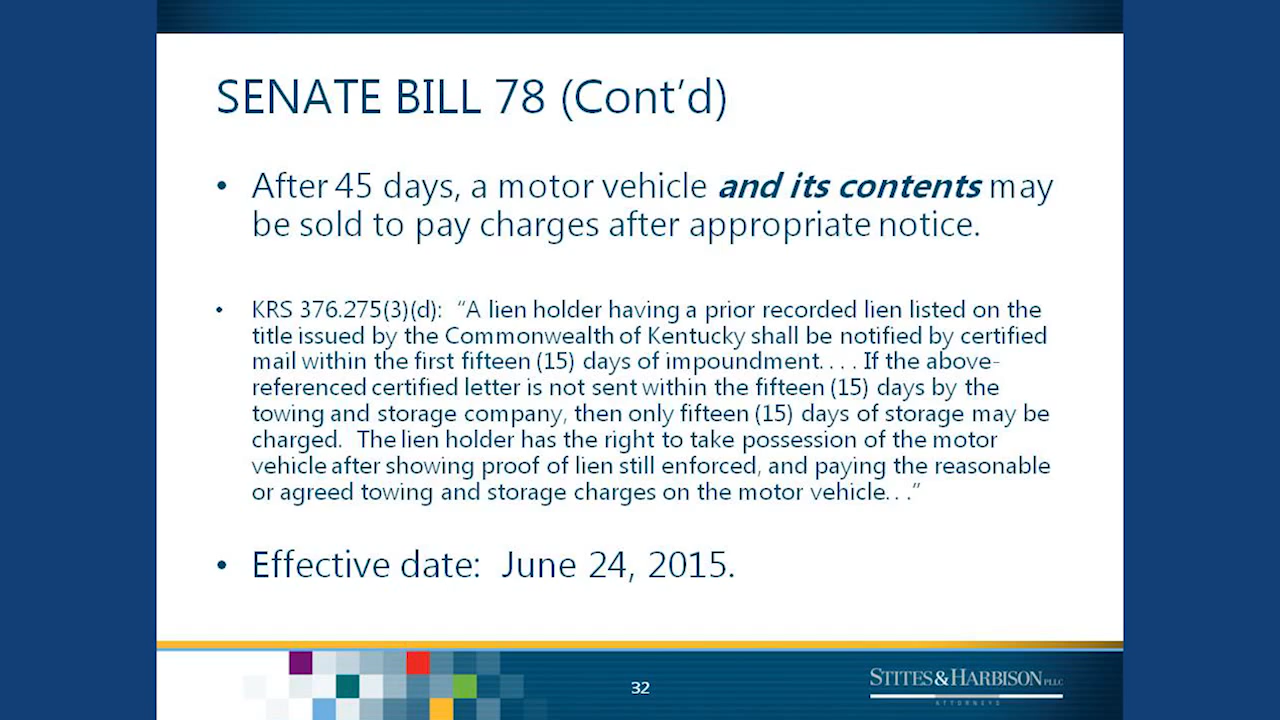 SENATE BILL 78 (Cont’d)
• After 45 days, a motor vehicle and its contents may
be sold to pay charges after appropriate notice.
• KRS 376.275(3)(d):  “A lien holder having a prior recorded lien listed on the
title issued by the Commonwealth of Kentucky shall be notified by certified
mail within the first fifteen (15) days of impoundment. . . . If the above-
referenced certified letter is not sent within the fifteen (15) days by the
towing and storage company, then only fifteen (15) days of storage may be
charged.  The lien holder has the right to take possession of the motor
vehicle after showing proof of lien still enforced, and paying the reasonable
or agreed towing and storage charges on the motor vehicle. . .”
• Effective date:  June 24, 2015.
32
STITES & HARBISON PLLC
ATTORNEYS